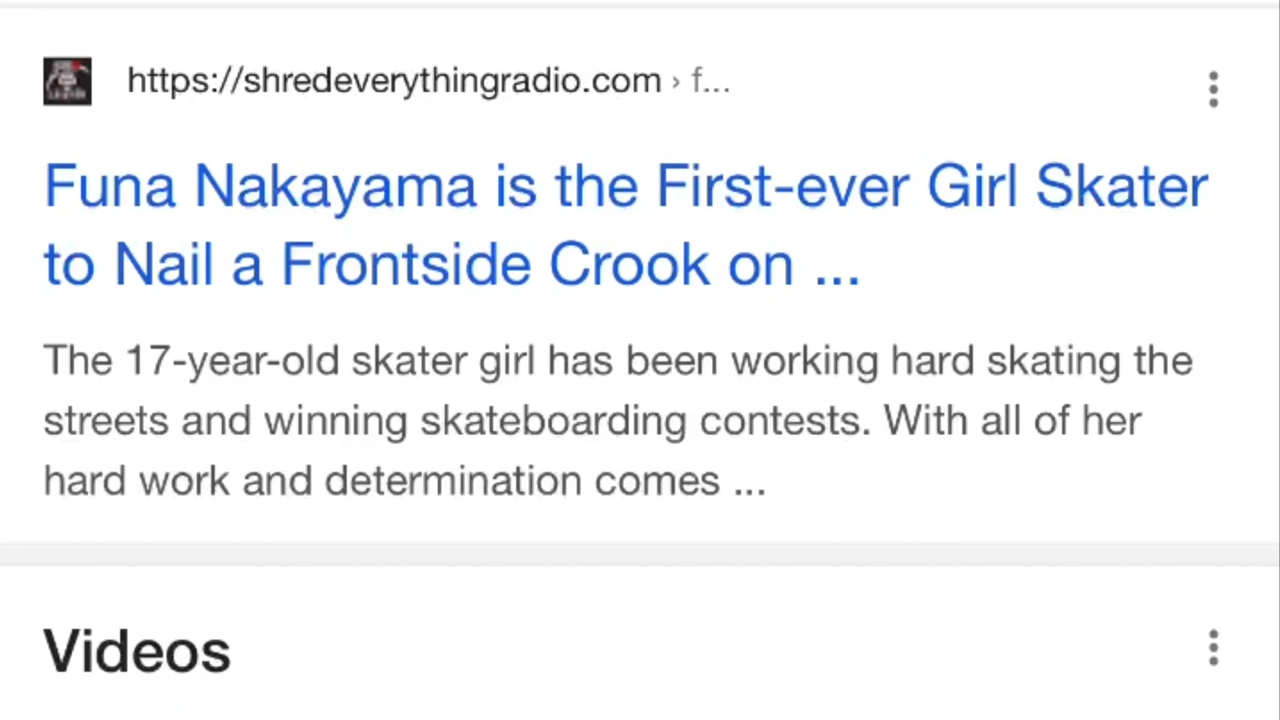 https://shredeverythingradio.com › f...
Funa Nakayama is the First-ever Girl Skater
to Nail a Frontside Crook on ...
The 17-year-old skater girl has been working hard skating the
streets and winning skateboarding contests. With all of her
hard work and determination comes ...
Videos